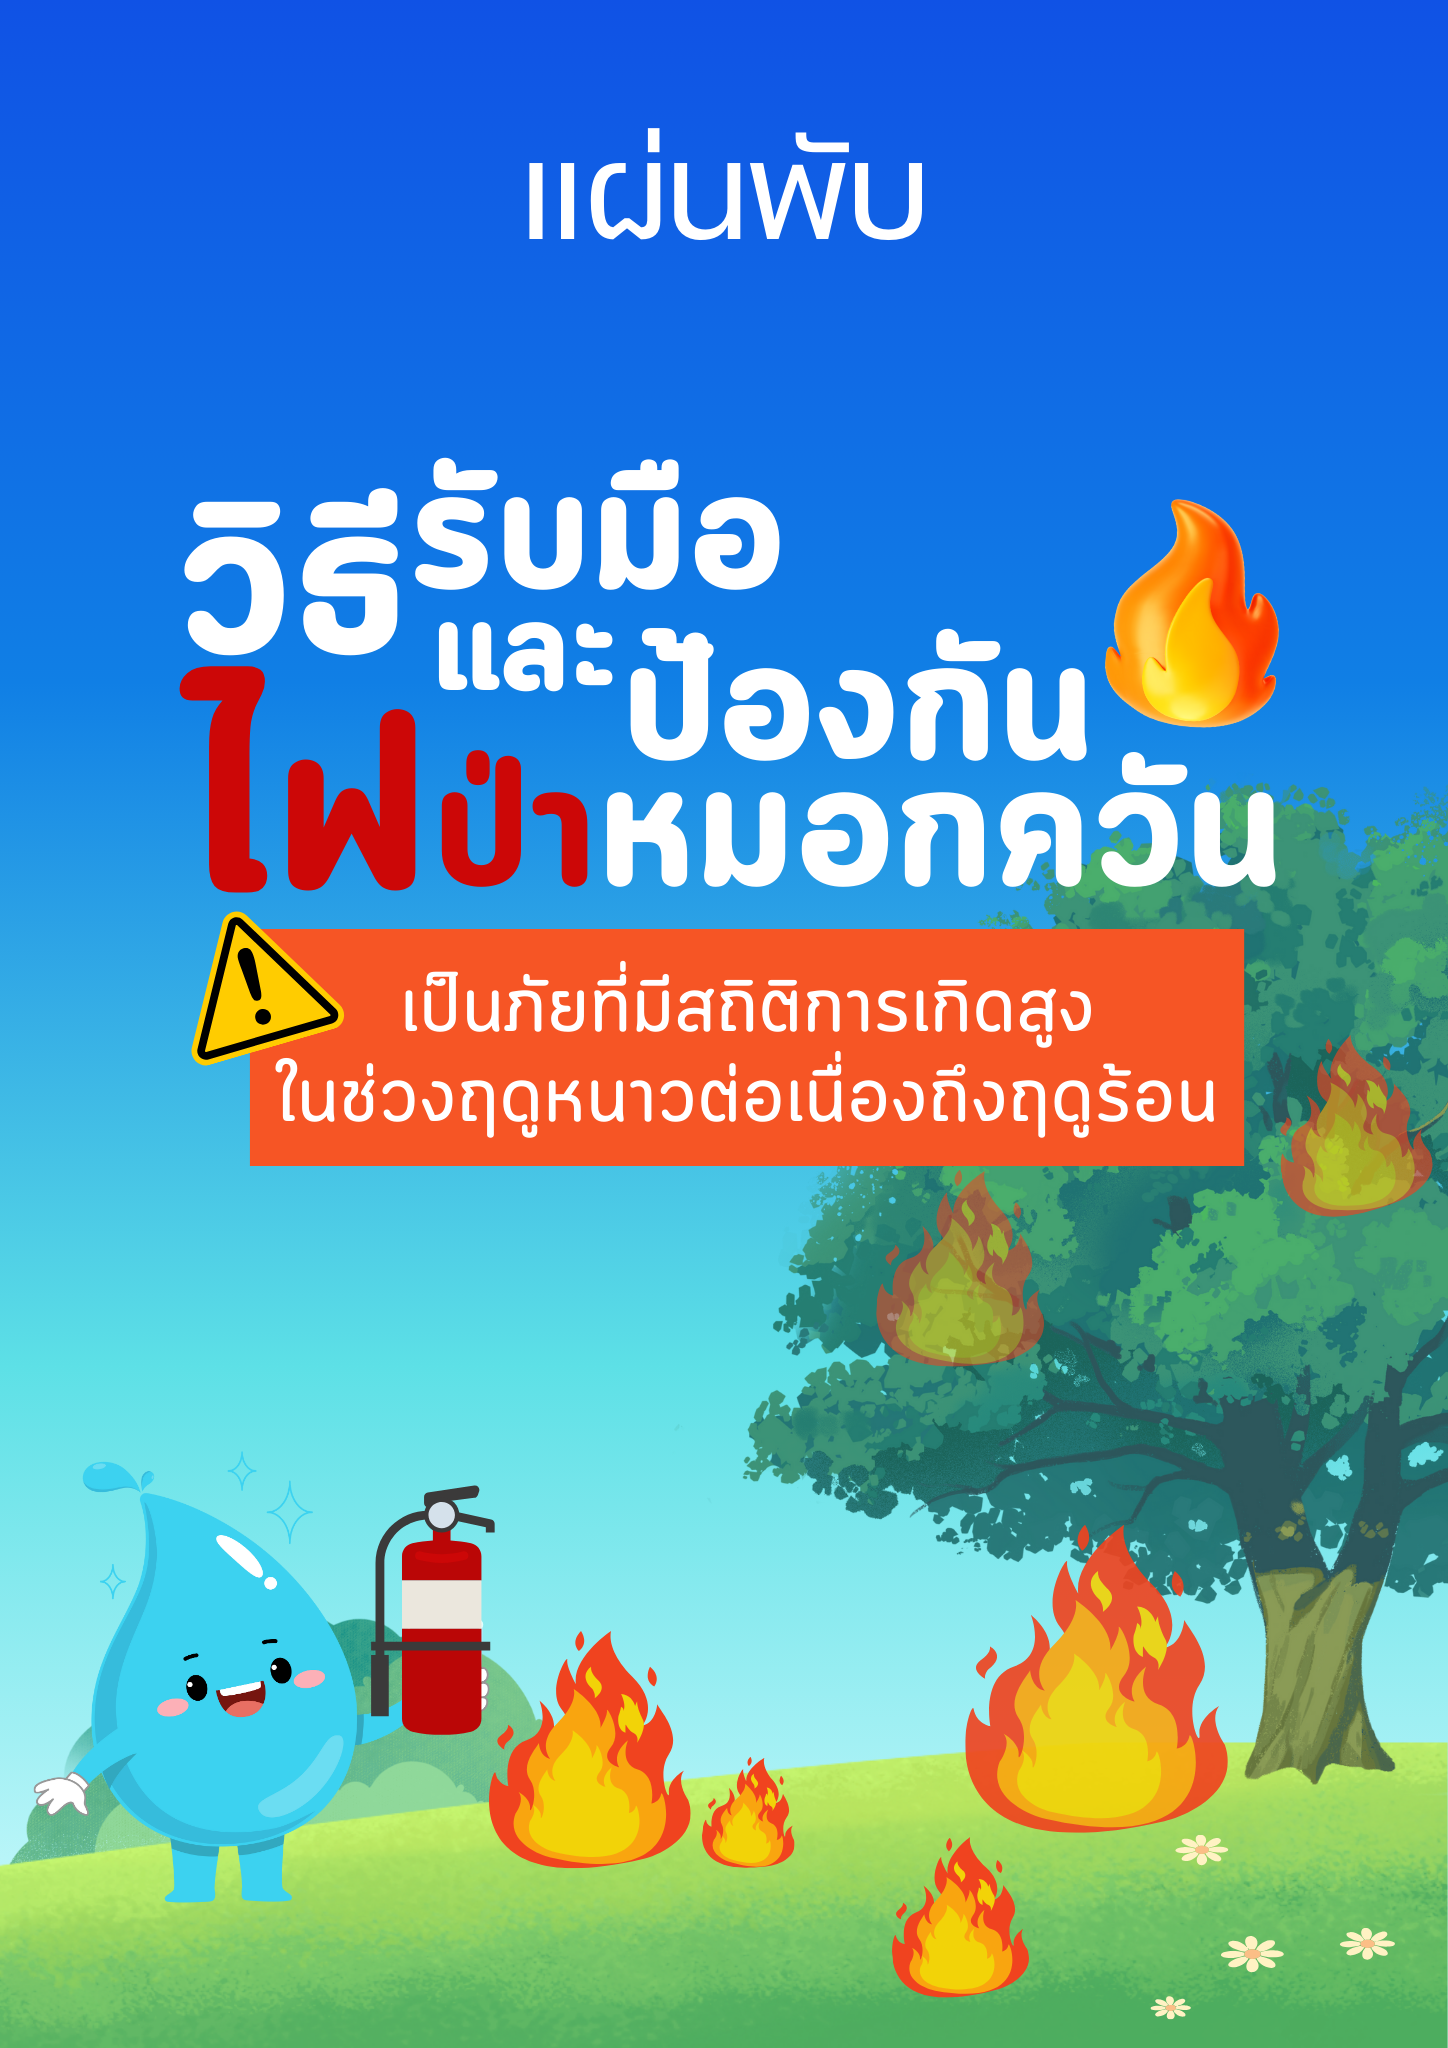 แผ่นพับ
วิธีรับมือ
และป้องกัน
ไฟป่าหมอกควัน
เป็นภัยที่มีสถิติการเกิดสูง
ในช่วงฤดูหนาวต่อเนื่องถึงฤดูร้อน